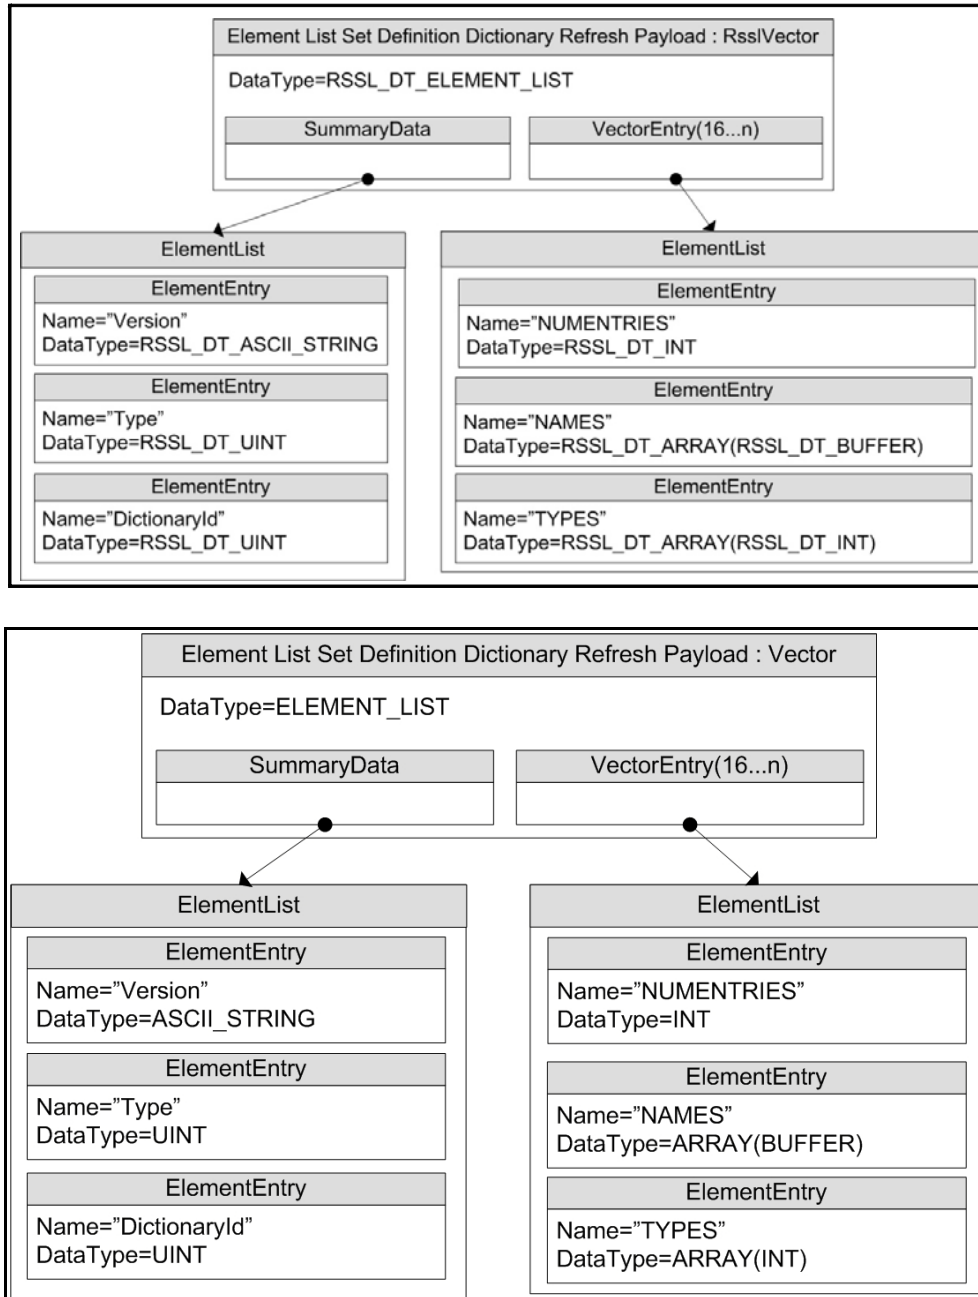 Element List Set Definition Dictionary Refresh Payload : RsslVector
DataType=RSSL_DT_ELEMENT_LIST
SummaryData
VectorEntry(16...n)
ElementList
ElementEntry
Name="Version"
DataType=RSSL_DT_ASCII_STRING
ElementEntry
Name="Type"
DataType=RSSL_DT_UINT
ElementEntry
Name="DictionaryId"
DataType=RSSL_DT_UINT
ElementList
ElementEntry
Name="NUMENTRIES"
DataType=RSSL_DT_INT
ElementEntry
Name="NAMES"
DataType=RSSL_DT_ARRAY(RSSL_DT_BUFFER)
ElementEntry
Name="TYPES"
DataType=RSSL_DT_ARRAY(RSSL_DT_INT)
Element List Set Definition Dictionary Refresh Payload : Vector
DataType=ELEMENT_LIST
SummaryData
VectorEntry(16...n)
ElementList
ElementEntry
Name="Version"
DataType=ASCII_STRING
ElementEntry
Name="Type"
DataType=UINT
ElementEntry
Name="DictionaryId"
DataType=UINT
ElementList
ElementEntry
Name="NUMENTRIES"
DataType=INT
ElementEntry
Name="NAMES"
DataType=ARRAY(BUFFER)
ElementEntry
Name="TYPES"
DataType=ARRAY(INT)